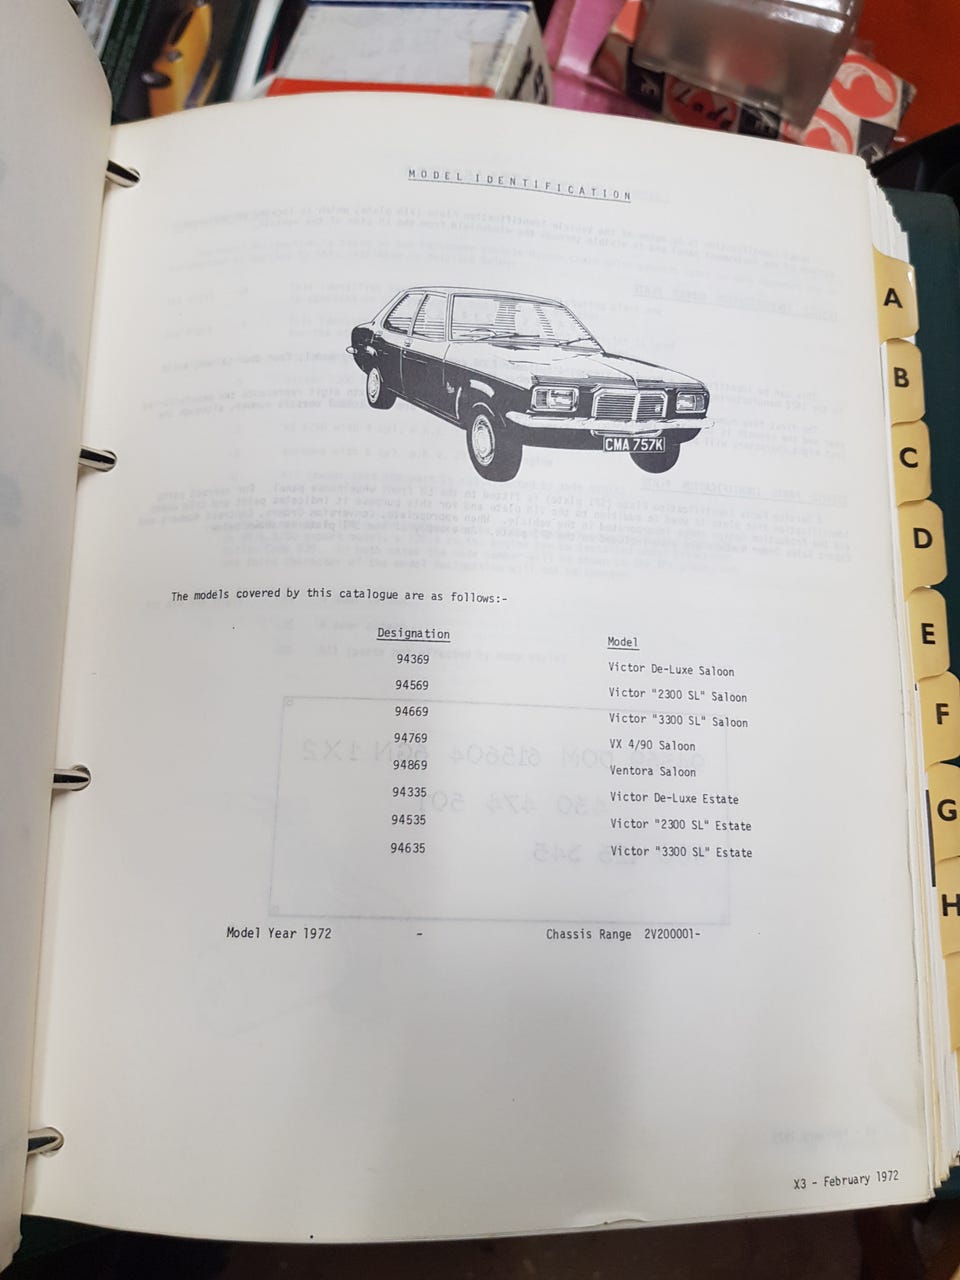 MODEL IDENTIFICATION
CMA 757K
The models covered by this catalogue are as follows:-
Designation Model
94369 Victor De-Luxe Saloon
94569 Victor "2300 SL" Saloon
94669 Victor "3300 SL" Saloon
94769 VX 4/90 Saloon
94869 Ventora Saloon
94335 Victor De-Luxe Estate
94535 Victor "2300 SL" Estate
94635 Victor "3300 SL" Estate
Model Year 1972 - Chassis Range 2V200001-
X3 - February 1972
A
B
C
D
E
F
G
H